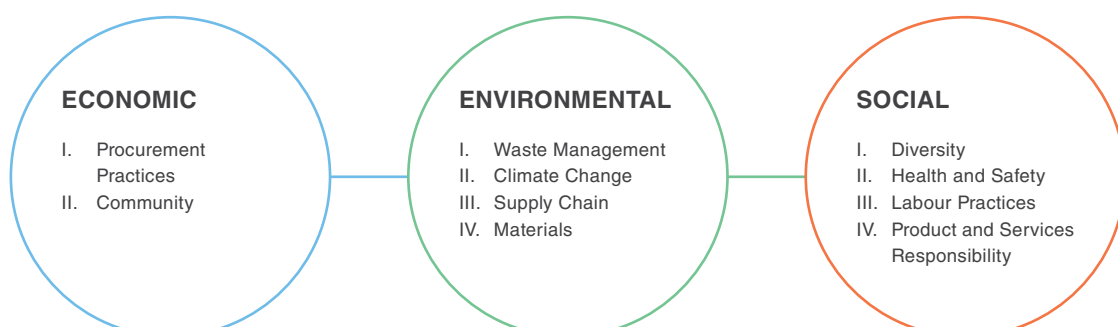 ECONOMIC
I. Procurement
Practices
II. Community
ENVIRONMENTAL
I. Waste Management
II. Climate Change
III. Supply Chain
IV. Materials
SOCIAL
I. Diversity
II. Health and Safety
III. Labour Practices
IV. Product and Services
Responsibility